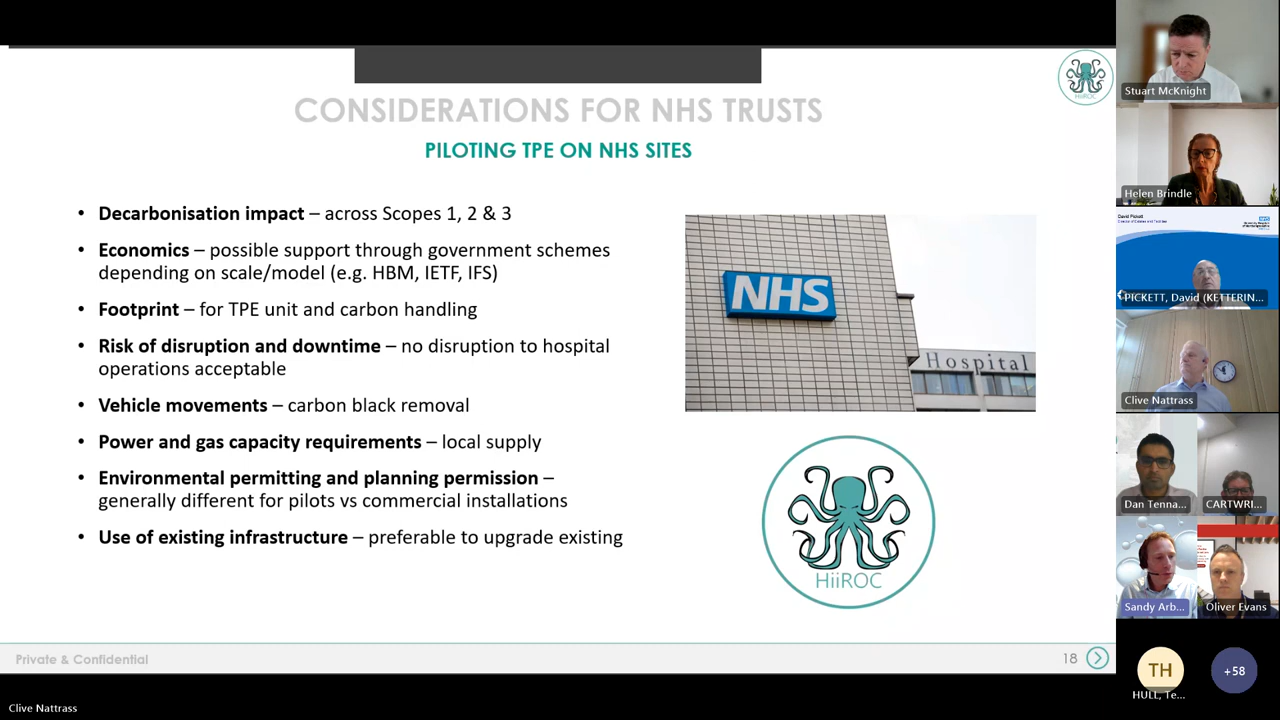 CONSIDERATIONS FOR NHS TRUSTS
PILOTING TPE ON NHS SITES
• Decarbonisation impact – across Scopes 1, 2 & 3
• Economics – possible support through government schemes
depending on scale/model (e.g. HBM, IETF, IFS)
• Footprint – for TPE unit and carbon handling
• Risk of disruption and downtime – no disruption to hospital
operations acceptable
• Vehicle movements – carbon black removal
• Power and gas capacity requirements – local supply
• Environmental permitting and planning permission –
generally different for pilots vs commercial installations
• Use of existing infrastructure – preferable to upgrade existing
NHS
Hospital
HiiROC
HiiROC
Private & Confidential
18
Clive Nattrass
Stuart McKnight
Helen Brindle
David Pickett
NHS
PICKETT, David (KETTERIN...
Clive Nattrass
Dan Tenna...
CARTWRI...
Sandy Arb...
Oliver Evans
TH
HULL, Te...
+58